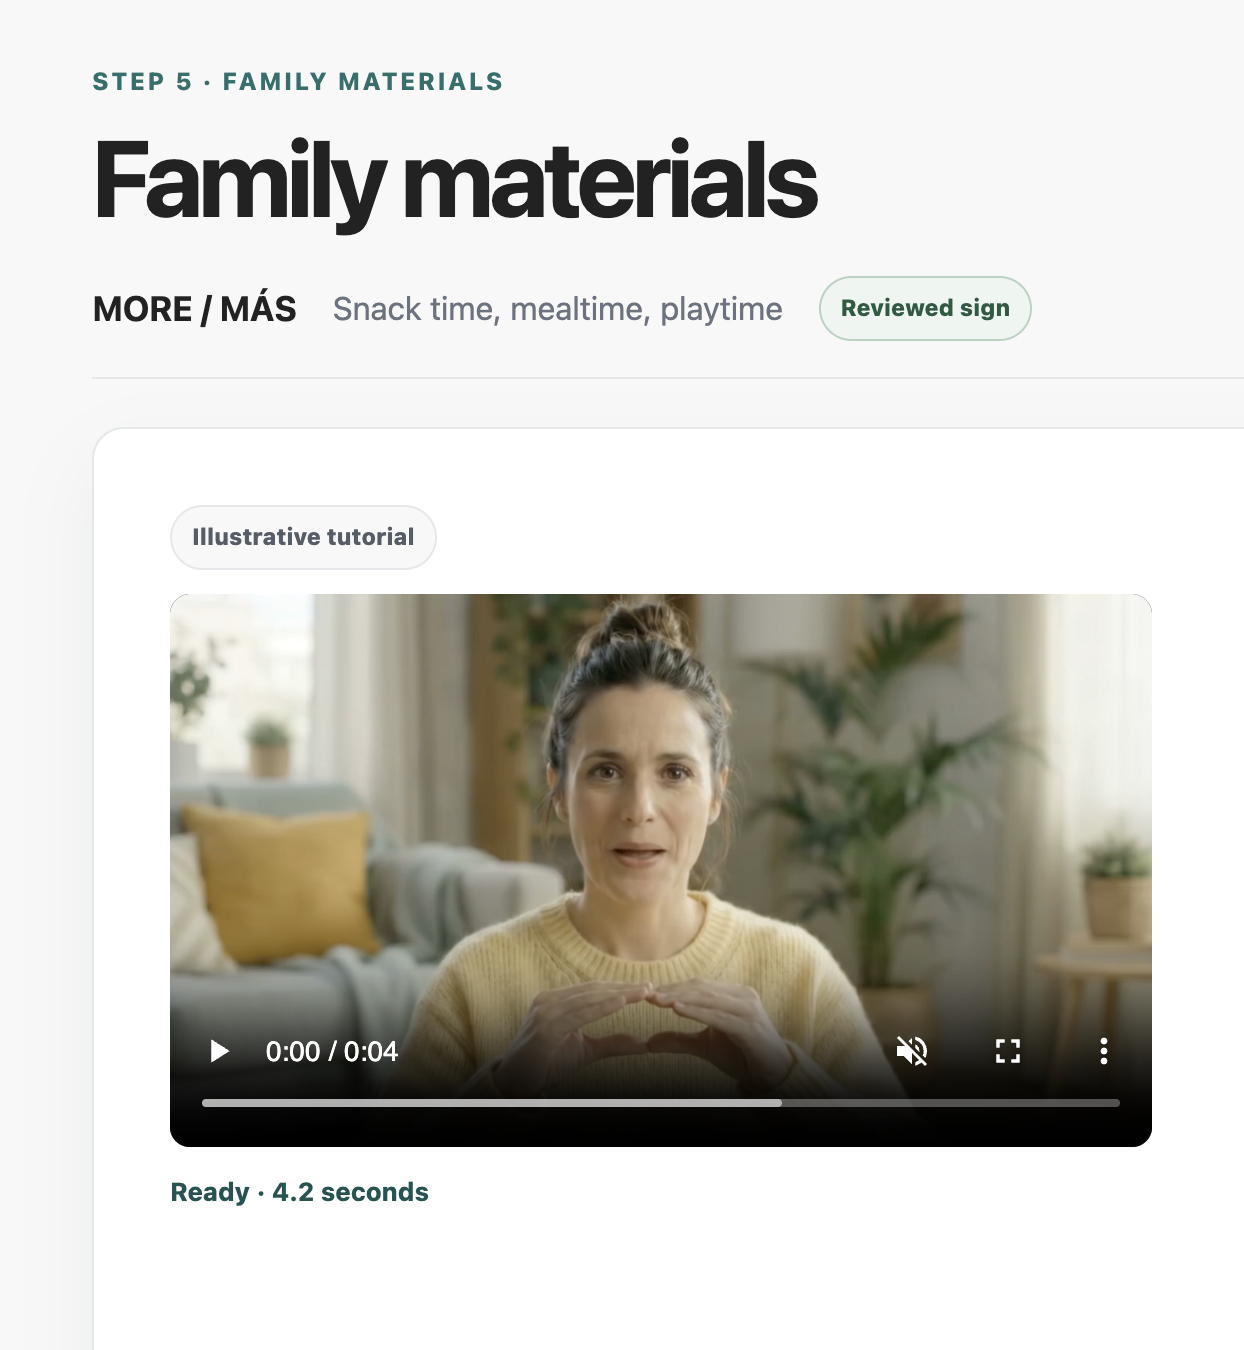 STEP 5 · FAMILY MATERIALS
Family materials
MORE / MÁS Snack time, mealtime, playtime Reviewed sign
Illustrative tutorial
0:00 / 0:04
Ready · 4.2 seconds